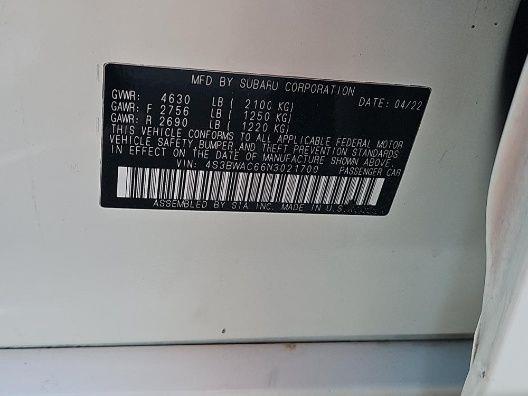 MFD BY SUBARU CORPORATION
GVWR: 4630 LB ( 2100 KG) DATE: 04/22
GAWR: F 2756 LB ( 1250 KG)
GAWR: R 2690 LB ( 1220 KG)
THIS VEHICLE CONFORMS TO ALL APPLICABLE FEDERAL MOTOR
VEHICLE SAFETY, BUMPER, AND THEFT PREVENTION STANDARDS
IN EFFECT ON THE DATE OF MANUFACTURE SHOWN ABOVE.
VIN: 4S3BWAC66N3021700 PASSENGER CAR
ASSEMBLED BY SIA INC. MADE IN U.S.